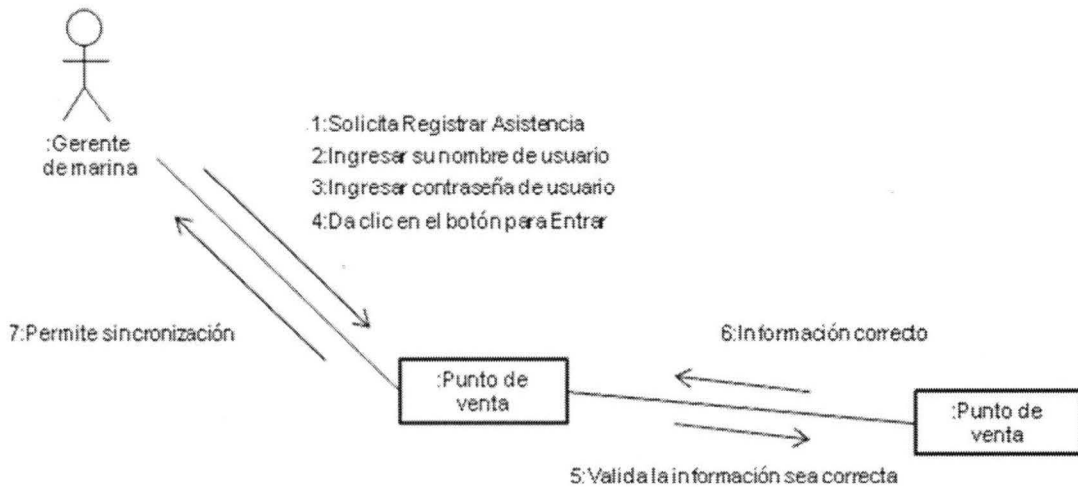 1:Solicita Registrar Asistencia
:Gerente
de marina
2:Ingresar su nombre de usuario
3:Ingresar contraseña de usuario
4:Da clic en el botón para Entrar
7:Permite sincronización
6:Información correcto
:Punto de
venta
:Punto de
venta
5:Valida la información sea correcta